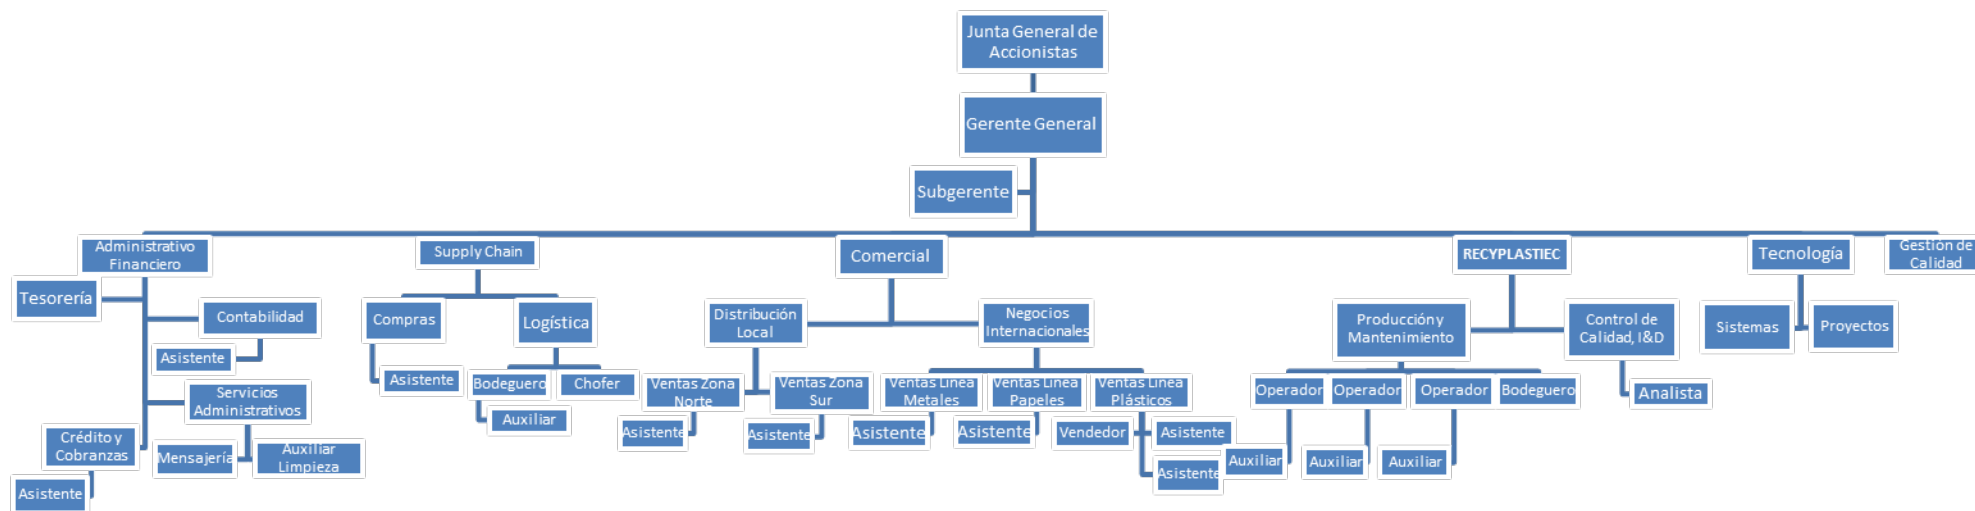 Junta General de
Accionistas
Gerente General
Subgerente
Administrativo
Financiero
Supply Chain
Comercial
RECYPLASTIEC
Tecnología
Gestión de
Calidad
Tesorería
Contabilidad
Asistente
Servicios
Administrativos
Crédito y
Cobranzas
Mensajería
Auxiliar
Limpieza
Asistente
Compras
Logística
Asistente
Bodeguero
Chofer
Auxiliar
Distribución
Local
Negocios
Internacionales
Ventas Zona
Norte
Ventas Zona
Sur
Asistente
Asistente
Ventas Línea
Metales
Ventas Línea
Papeles
Ventas Línea
Plásticos
Asistente
Asistente
Vendedor
Asistente
Asistente
Producción y
Mantenimiento
Control de
Calidad, I&D
Operador
Operador
Operador
Bodeguero
Analista
Auxiliar
Auxiliar
Auxiliar
Sistemas
Proyectos